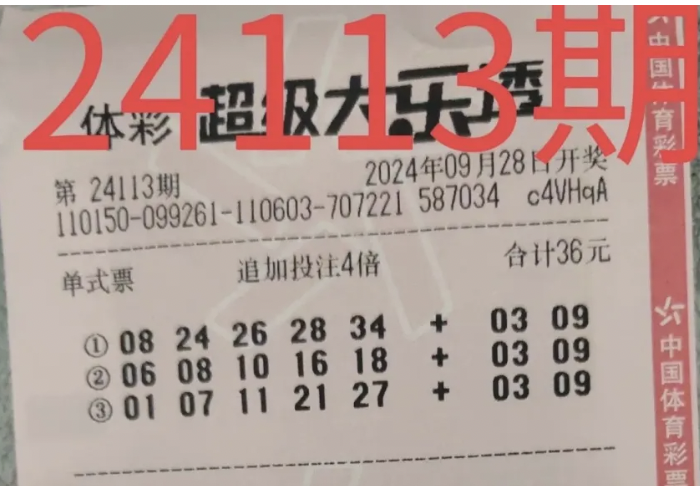 24113期
体彩 超级大乐透
第 24113期
2024年09月28日开奖
110150-099261-110603-707221 587034 c4VHqA
单式票 追加投注4倍 合计36元
① 08 24 26 28 34 + 03 09
② 06 08 10 16 18 + 03 09
③ 01 07 11 21 27 + 03 09
中国体育彩票
中国体育彩票